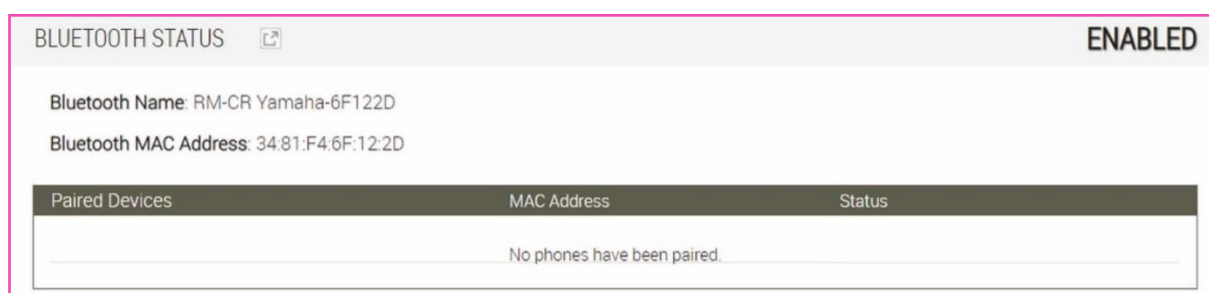 BLUETOOTH STATUS ENABLED
Bluetooth Name: RM-CR Yamaha-6F122D
Bluetooth MAC Address: 34:81:F4:6F:12:2D
Paired Devices MAC Address Status
No phones have been paired.